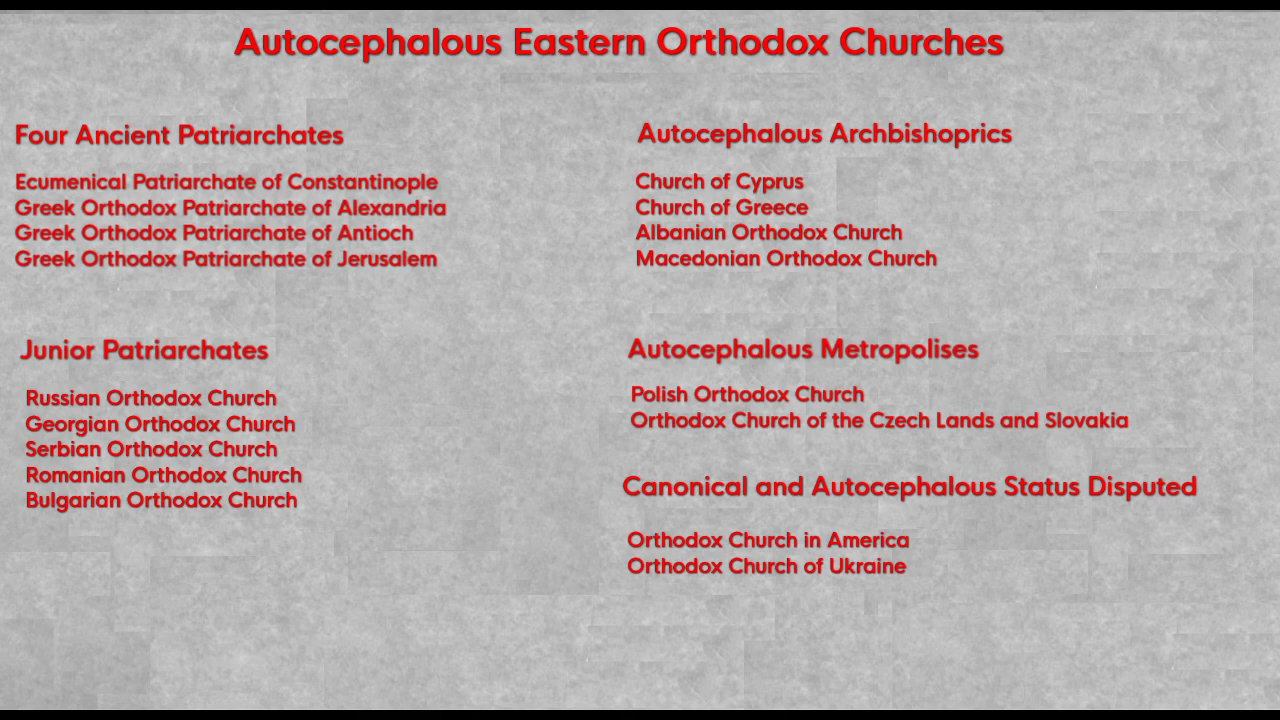 Autocephalous Eastern Orthodox Churches
Four Ancient Patriarchates
Ecumenical Patriarchate of Constantinople
Greek Orthodox Patriarchate of Alexandria
Greek Orthodox Patriarchate of Antioch
Greek Orthodox Patriarchate of Jerusalem
Junior Patriarchates
Russian Orthodox Church
Georgian Orthodox Church
Serbian Orthodox Church
Romanian Orthodox Church
Bulgarian Orthodox Church
Autocephalous Archbishoprics
Church of Cyprus
Church of Greece
Albanian Orthodox Church
Macedonian Orthodox Church
Autocephalous Metropolises
Polish Orthodox Church
Orthodox Church of the Czech Lands and Slovakia
Canonical and Autocephalous Status Disputed
Orthodox Church in America
Orthodox Church of Ukraine